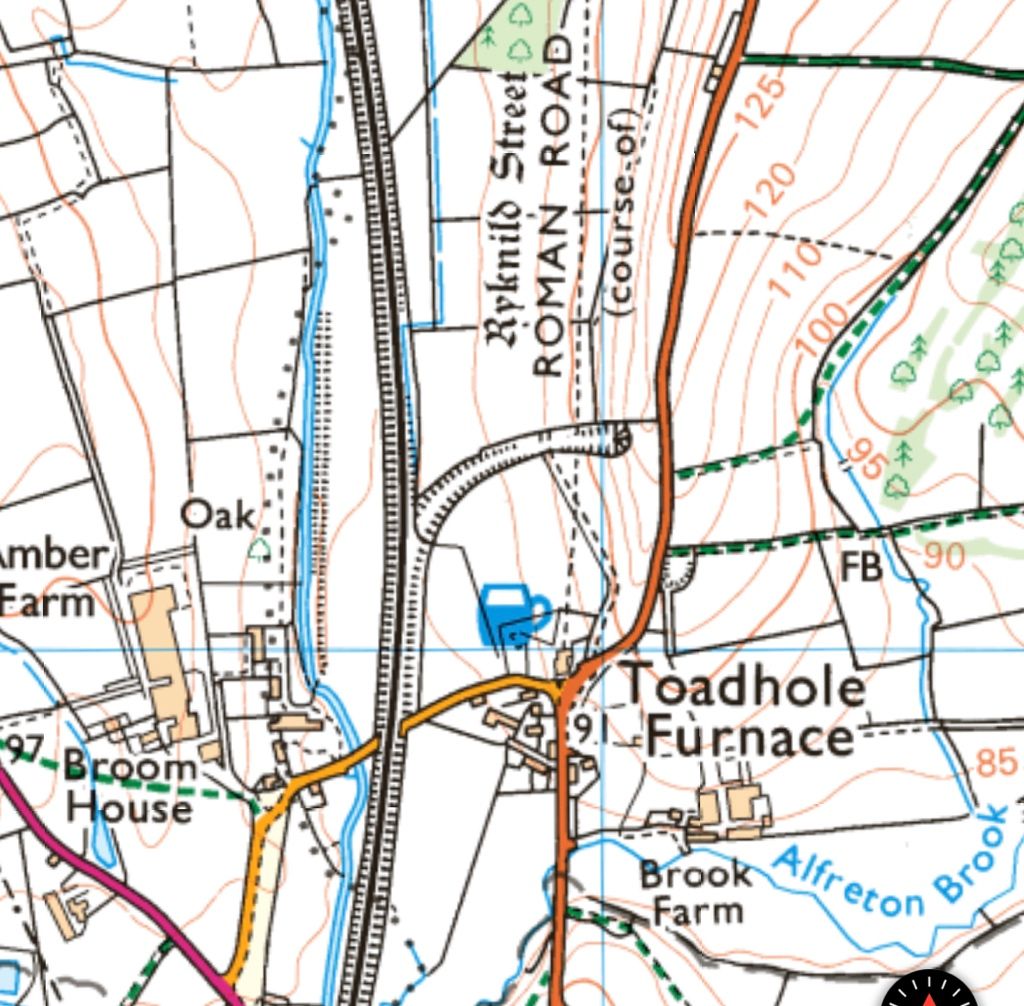 Ryknild Street
ROMAN ROAD
(course of)
125
120
110
100
95
Oak
Amber
Farm
FB
90
Toadhole
Furnace
91
97
Broom
House
85
Brook
Farm
Alfreton Brook